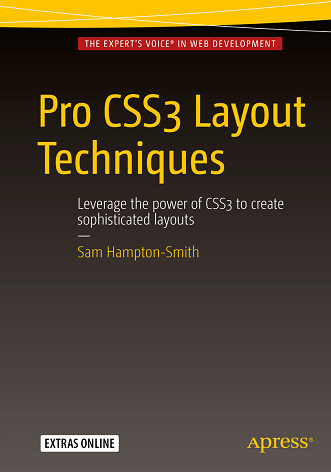 THE EXPERT'S VOICE® IN WEB DEVELOPMENT
Pro CSS3 Layout
Techniques
Leverage the power of CSS3 to create
sophisticated layouts
—
Sam Hampton-Smith
EXTRAS ONLINE
Apress®